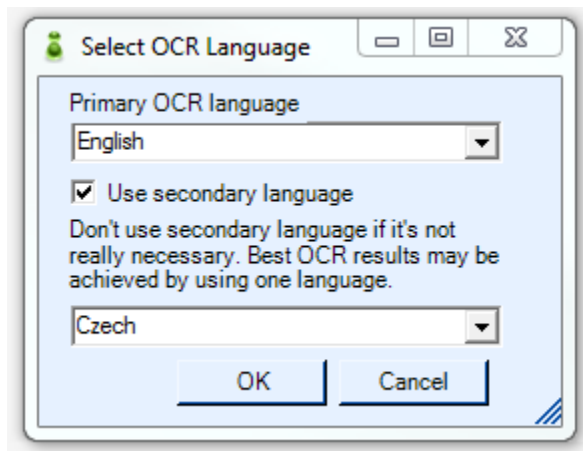 Select OCR Language
Primary OCR language
English
Use secondary language
Don't use secondary language if it's not
really necessary. Best OCR results may be
achieved by using one language.
Czech
OK Cancel